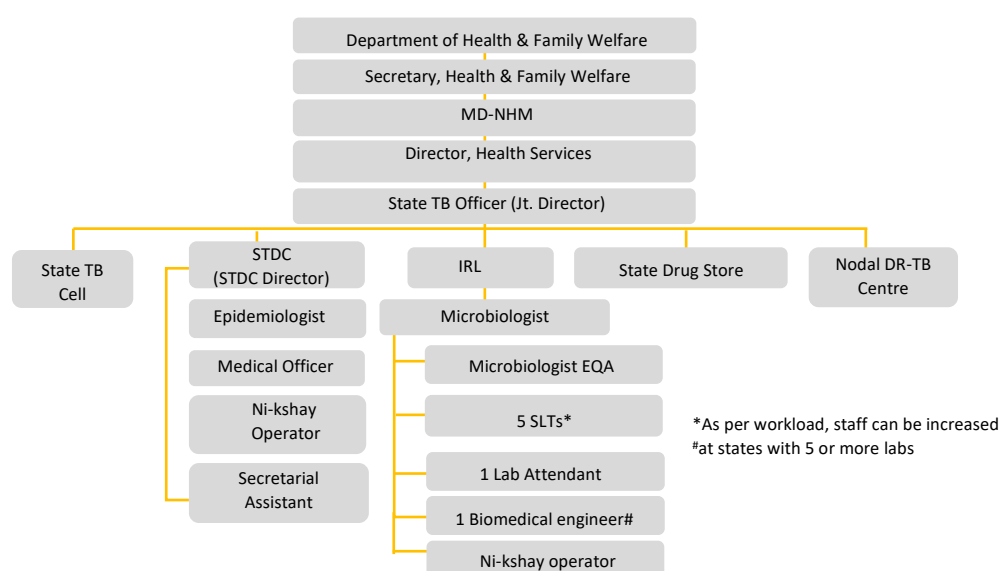 Department of Health & Family Welfare
Secretary, Health & Family Welfare
MD-NHM
Director, Health Services
State TB Officer (Jt. Director)
State TB
Cell
STDC
(STDC Director)
IRL
State Drug Store
Nodal DR-TB
Centre
Epidemiologist
Medical Officer
Ni-kshay
Operator
Secretarial
Assistant
Microbiologist
Microbiologist EQA
5 SLTs*
1 Lab Attendant
1 Biomedical engineer#
Ni-kshay operator
*As per workload, staff can be increased
#at states with 5 or more labs